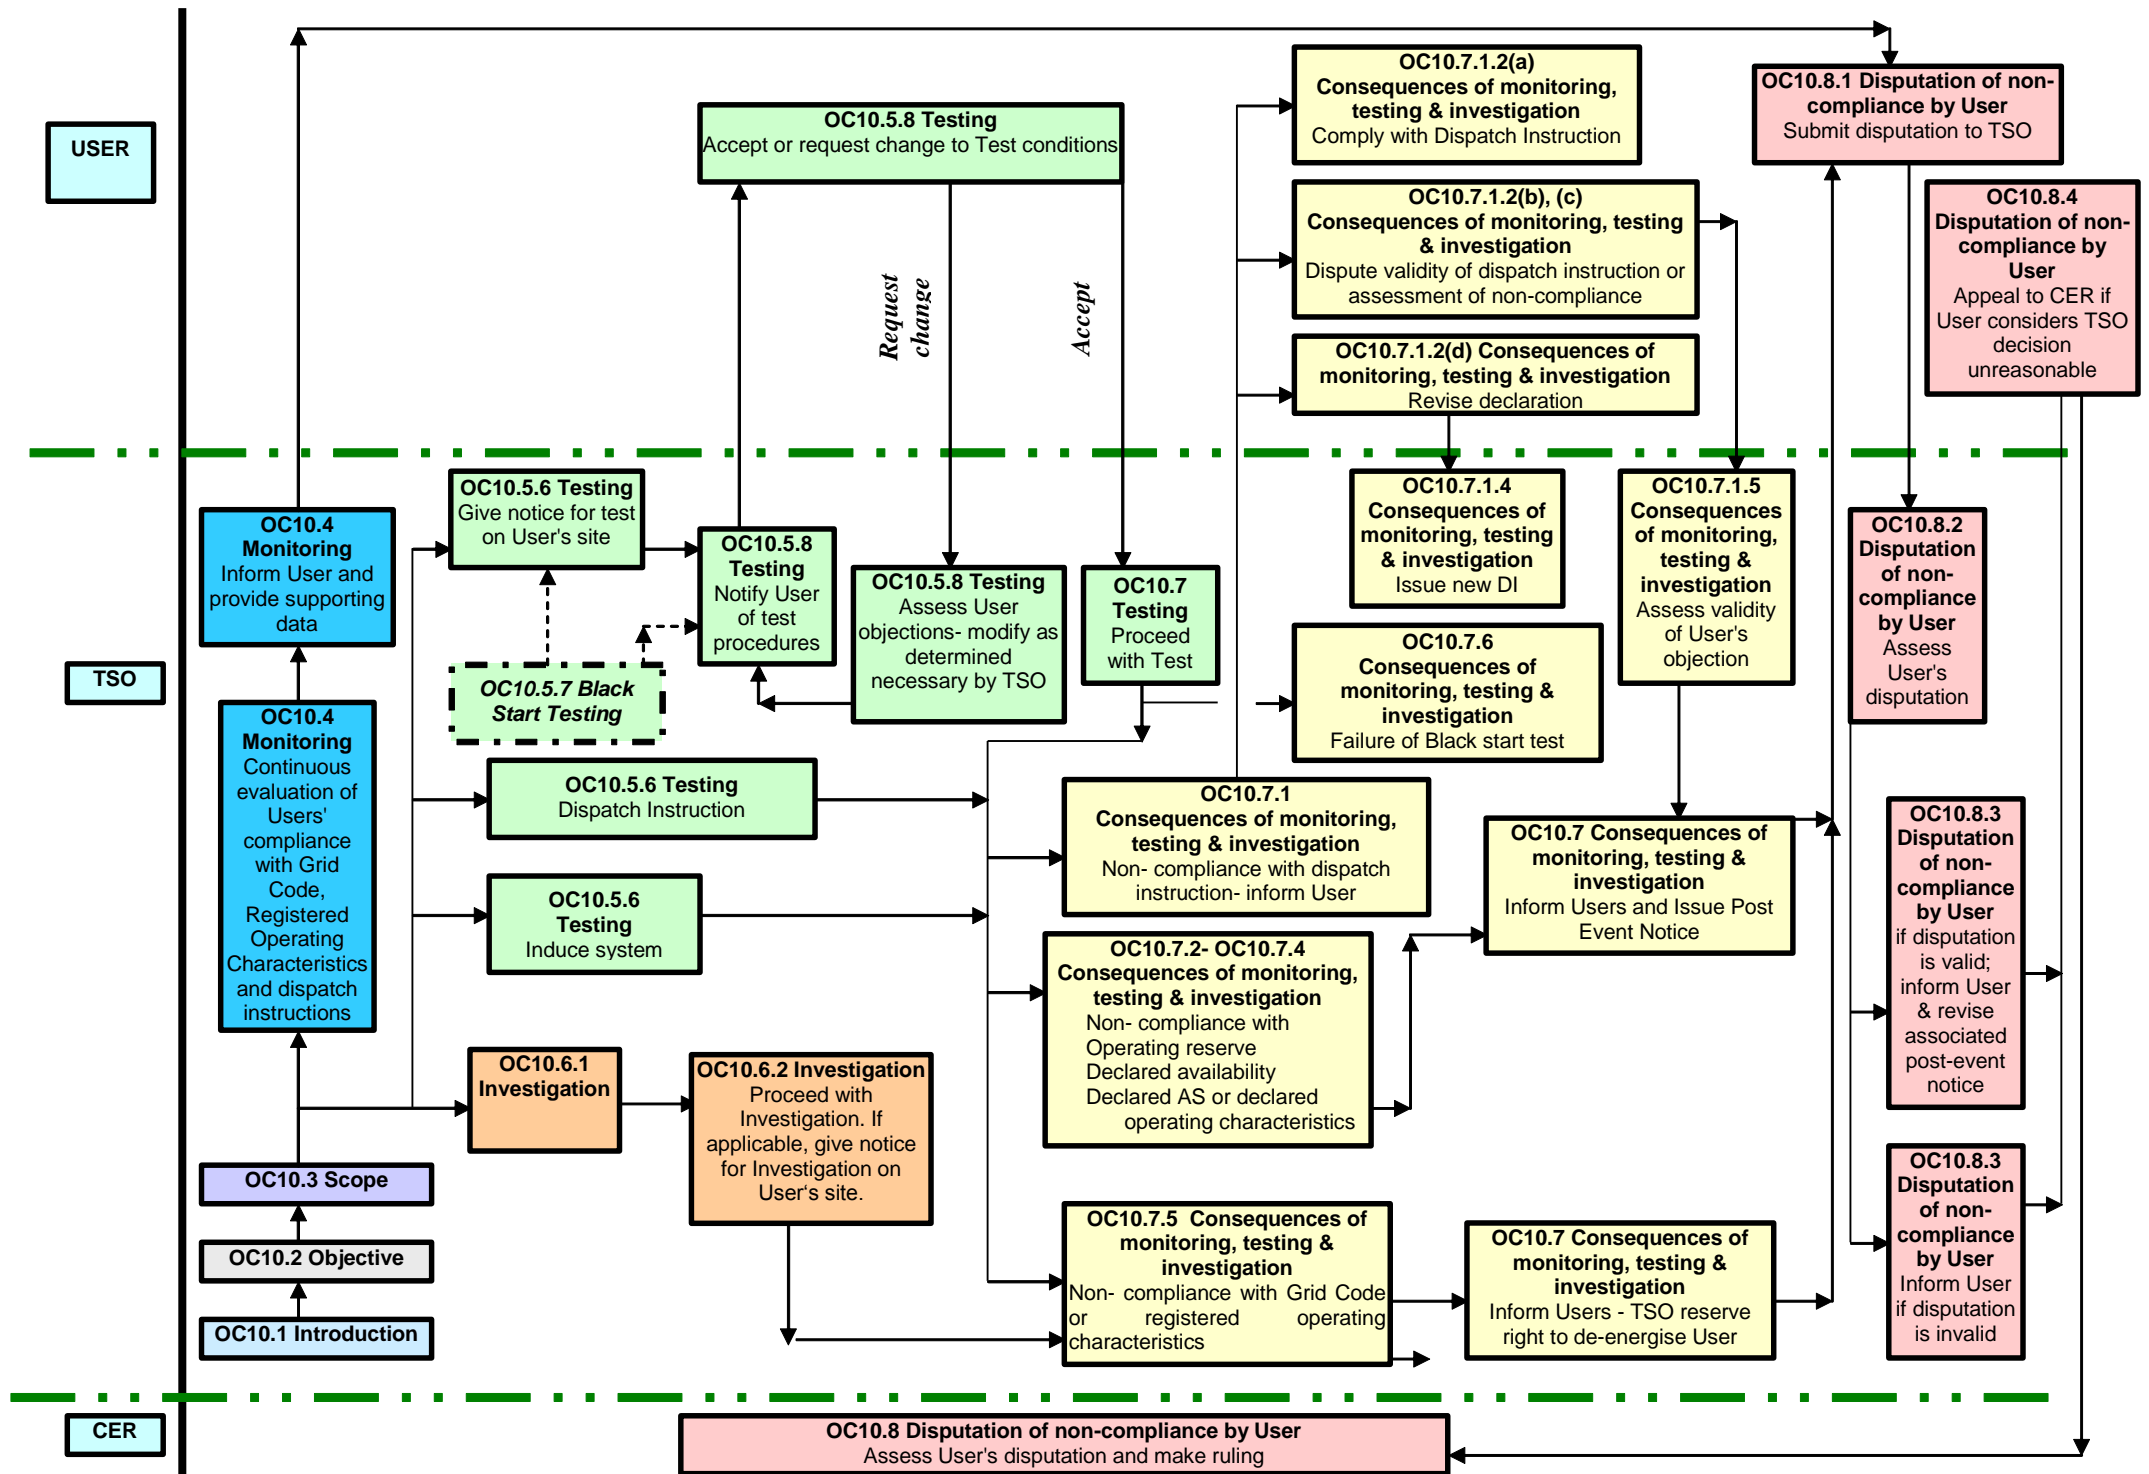 USER
OC10.5.8 Testing
Accept or request change to Test conditions
Request
change
Accept
OC10.7.1.2(a)
Consequences of monitoring,
testing & investigation
Comply with Dispatch Instruction
OC10.7.1.2(b), (c)
Consequences of monitoring, testing
& investigation
Dispute validity of dispatch instruction or
assessment of non-compliance
OC10.7.1.2(d) Consequences of
monitoring, testing & investigation
Revise declaration
OC10.8.1 Disputation of non-
compliance by User
Submit disputation to TSO
OC10.8.4
Disputation of non-
compliance by
User
Appeal to CER if
User considers TSO
decision
unreasonable
TSO
OC10.4
Monitoring
Inform User and
provide supporting
data
OC10.4
Monitoring
Continuous
evaluation of
Users'
compliance
with Grid
Code,
Registered
Operating
Characteristics
and dispatch
instructions
OC10.3 Scope
OC10.2 Objective
OC10.1 Introduction
OC10.5.6 Testing
Give notice for test
on User's site
OC10.5.7 Black
Start Testing
OC10.5.8
Testing
Notify User
of test
procedures
OC10.5.8 Testing
Assess User
objections- modify as
determined
necessary by TSO
OC10.7
Testing
Proceed
with Test
OC10.5.6 Testing
Dispatch Instruction
OC10.5.6
Testing
Induce system
OC10.6.1
Investigation
OC10.6.2 Investigation
Proceed with
Investigation. If
applicable, give notice
for Investigation on
User‘s site.
OC10.7.1.4
Consequences of
monitoring, testing
& investigation
Issue new DI
OC10.7.1.5
Consequences
of monitoring,
testing &
investigation
Assess validity
of User's
objection
OC10.7.6
Consequences of
monitoring, testing &
investigation
Failure of Black start test
OC10.7.1
Consequences of monitoring,
testing & investigation
Non- compliance with dispatch
instruction- inform User
OC10.7.2- OC10.7.4
Consequences of monitoring,
testing & investigation
Non- compliance with
Operating reserve
Declared availability
Declared AS or declared
operating characteristics
OC10.7 Consequences of
monitoring, testing &
investigation
Inform Users and Issue Post
Event Notice
OC10.7.5 Consequences of
monitoring, testing &
investigation
Non- compliance with Grid Code
or registered operating
characteristics
OC10.7 Consequences of
monitoring, testing &
investigation
Inform Users - TSO reserve
right to de-energise User
OC10.8.2
Disputation
of non-
compliance
by User
Assess
User's
disputation
OC10.8.3
Disputation
of non-
compliance
by User
if disputation
is valid;
inform User
& revise
associated
post-event
notice
OC10.8.3
Disputation
of non-
compliance
by User
Inform User
if disputation
is invalid
CER
OC10.8 Disputation of non-compliance by User
Assess User's disputation and make ruling